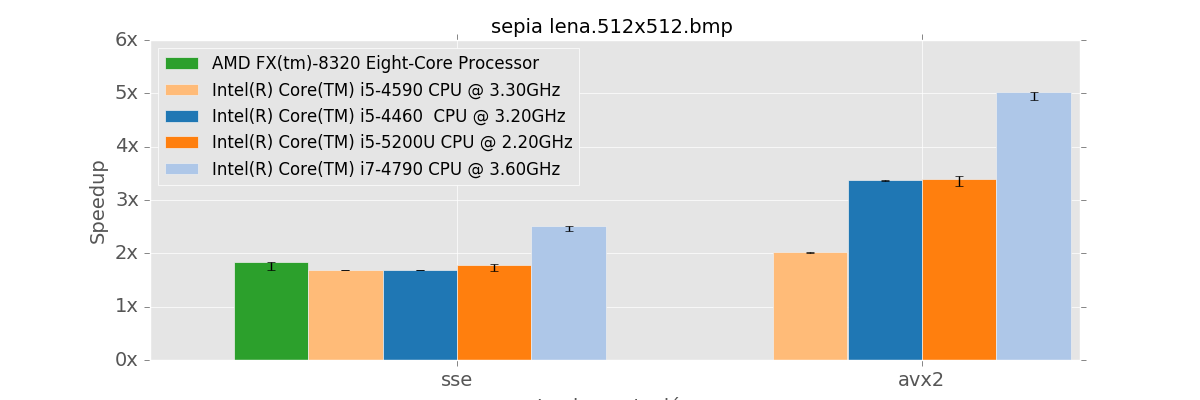 sepia lena.512x512.bmp
6x
5x
4x
3x
2x
1x
0x
Speedup
AMD FX(tm)-8320 Eight-Core Processor
Intel(R) Core(TM) i5-4590 CPU @ 3.30GHz
Intel(R) Core(TM) i5-4460  CPU @ 3.20GHz
Intel(R) Core(TM) i5-5200U CPU @ 2.20GHz
Intel(R) Core(TM) i7-4790 CPU @ 3.60GHz
sse
avx2